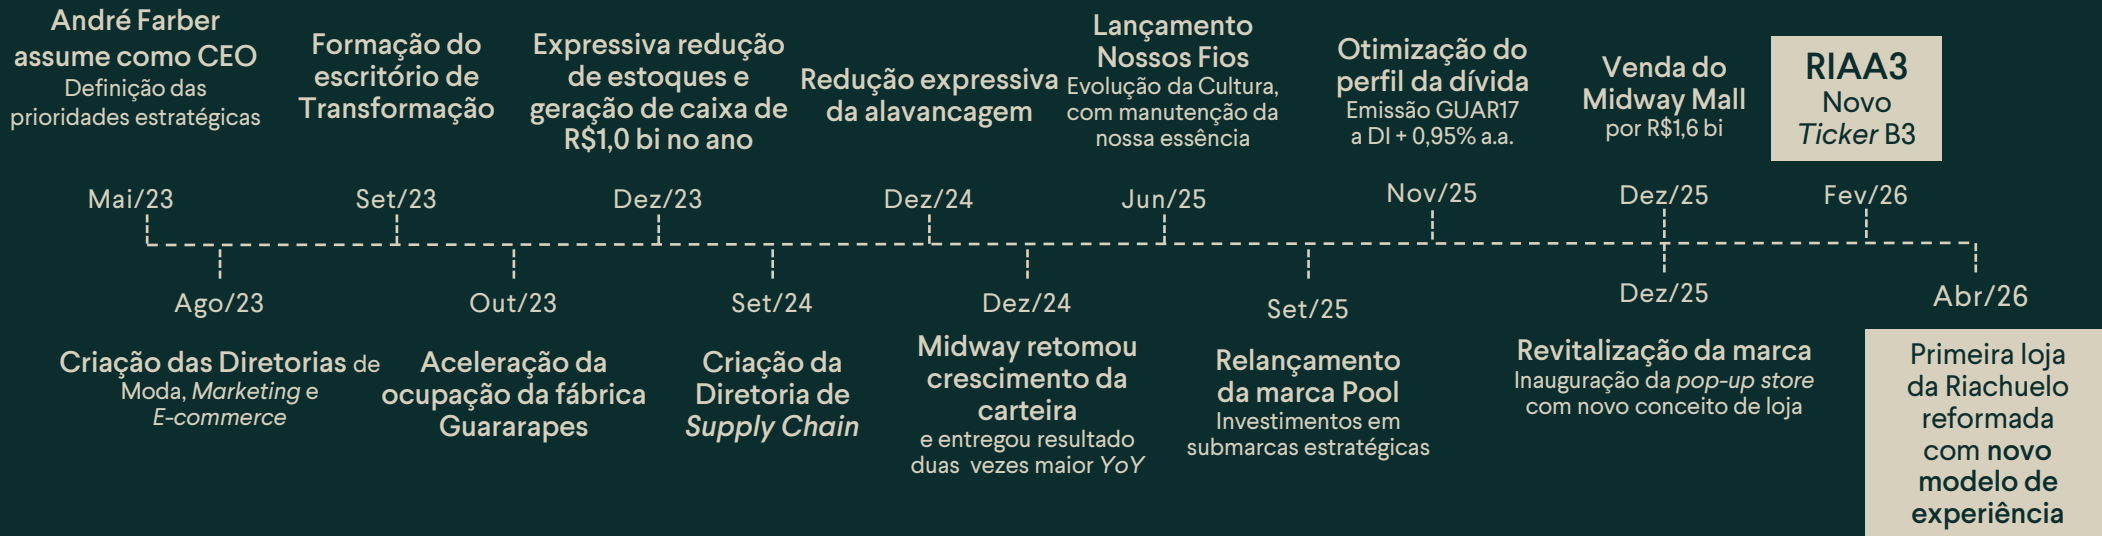 André Farber
assume como CEO
Definição das
prioridades estratégicas
Mai/23
Formação do
escritório de
Transformação
Set/23
Expressiva redução
de estoques e
geração de caixa de
R$1,0 bi no ano
Dez/23
Redução expressiva
da alavancagem
Dez/24
Lançamento
Nossos Fios
Evolução da Cultura,
com manutenção da
nossa essência
Jun/25
Otimização do
perfil da dívida
Emissão GUAR17
a DI + 0,95% a.a.
Nov/25
Venda do
Midway Mall
por R$1,6 bi
Dez/25
RIAA3
Novo
Ticker B3
Fev/26
Ago/23
Criação das Diretorias de
Moda, Marketing e
E-commerce
Out/23
Aceleração da
ocupação da fábrica
Guararapes
Set/24
Criação da
Diretoria de
Supply Chain
Dez/24
Midway retomou
crescimento da
carteira
e entregou resultado
duas vezes maior YoY
Set/25
Relançamento
da marca Pool
Investimentos em
submarcas estratégicas
Dez/25
Revitalização da marca
Inauguração da pop-up store
com novo conceito de loja
Abr/26
Primeira loja
da Riachuelo
reformada
com novo
modelo de
experiência